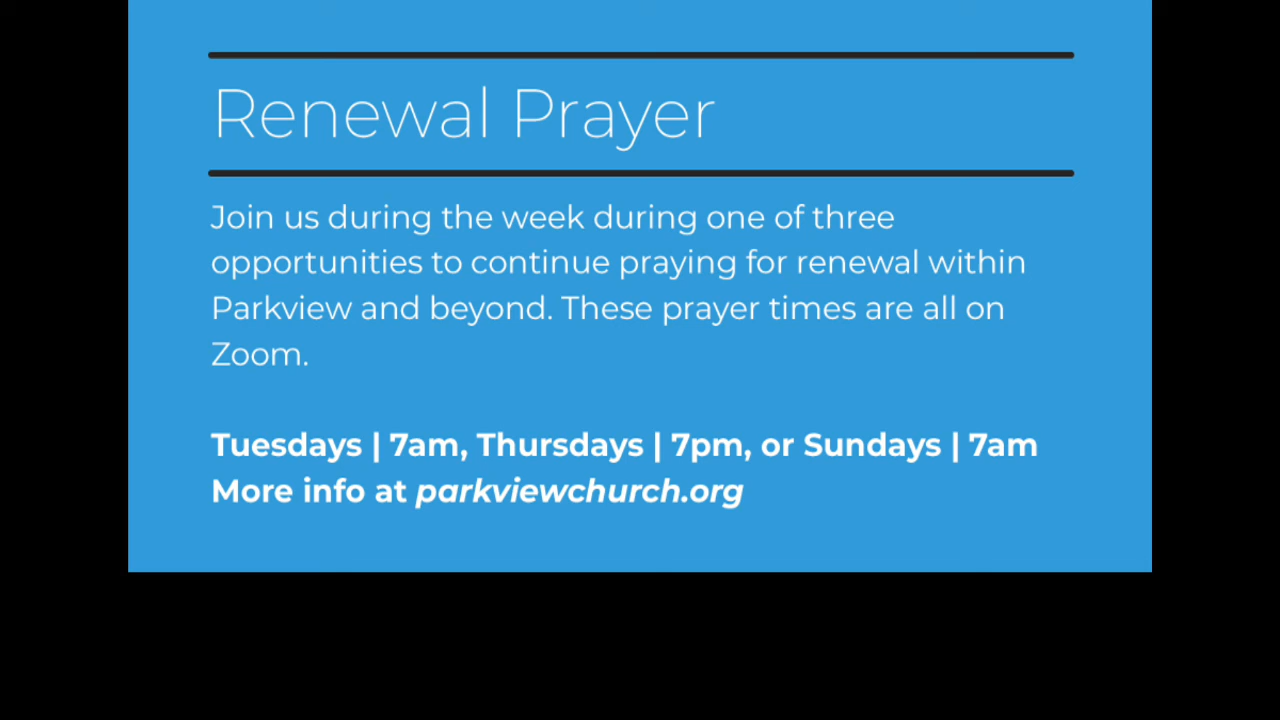 Renewal Prayer
Join us during the week during one of three
opportunities to continue praying for renewal within
Parkview and beyond. These prayer times are all on
Zoom.
Tuesdays | 7am, Thursdays | 7pm, or Sundays | 7am
More info at parkviewchurch.org